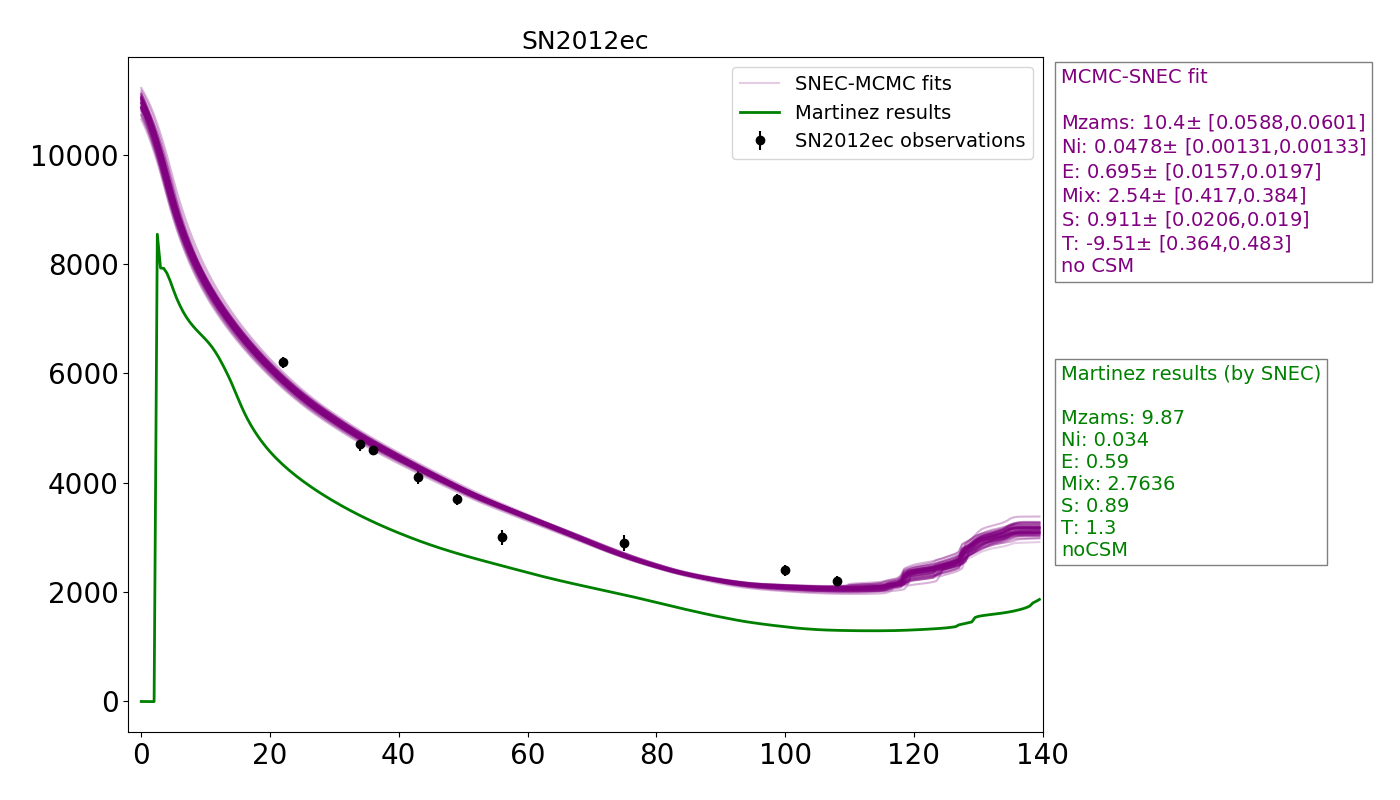 SN2012ec
SNEC-MCMC fits
Martinez results
SN2012ec observations
10000
8000
6000
4000
2000
0
0 20 40 60 80 100 120 140
MCMC-SNEC fit
Mzams: 10.4± [0.0588,0.0601]
Ni: 0.0478± [0.00131,0.00133]
E: 0.695± [0.0157,0.0197]
Mix: 2.54± [0.417,0.384]
S: 0.911± [0.0206,0.019]
T: -9.51± [0.364,0.483]
no CSM
Martinez results (by SNEC)
Mzams: 9.87
Ni: 0.034
E: 0.59
Mix: 2.7636
S: 0.89
T: 1.3
noCSM